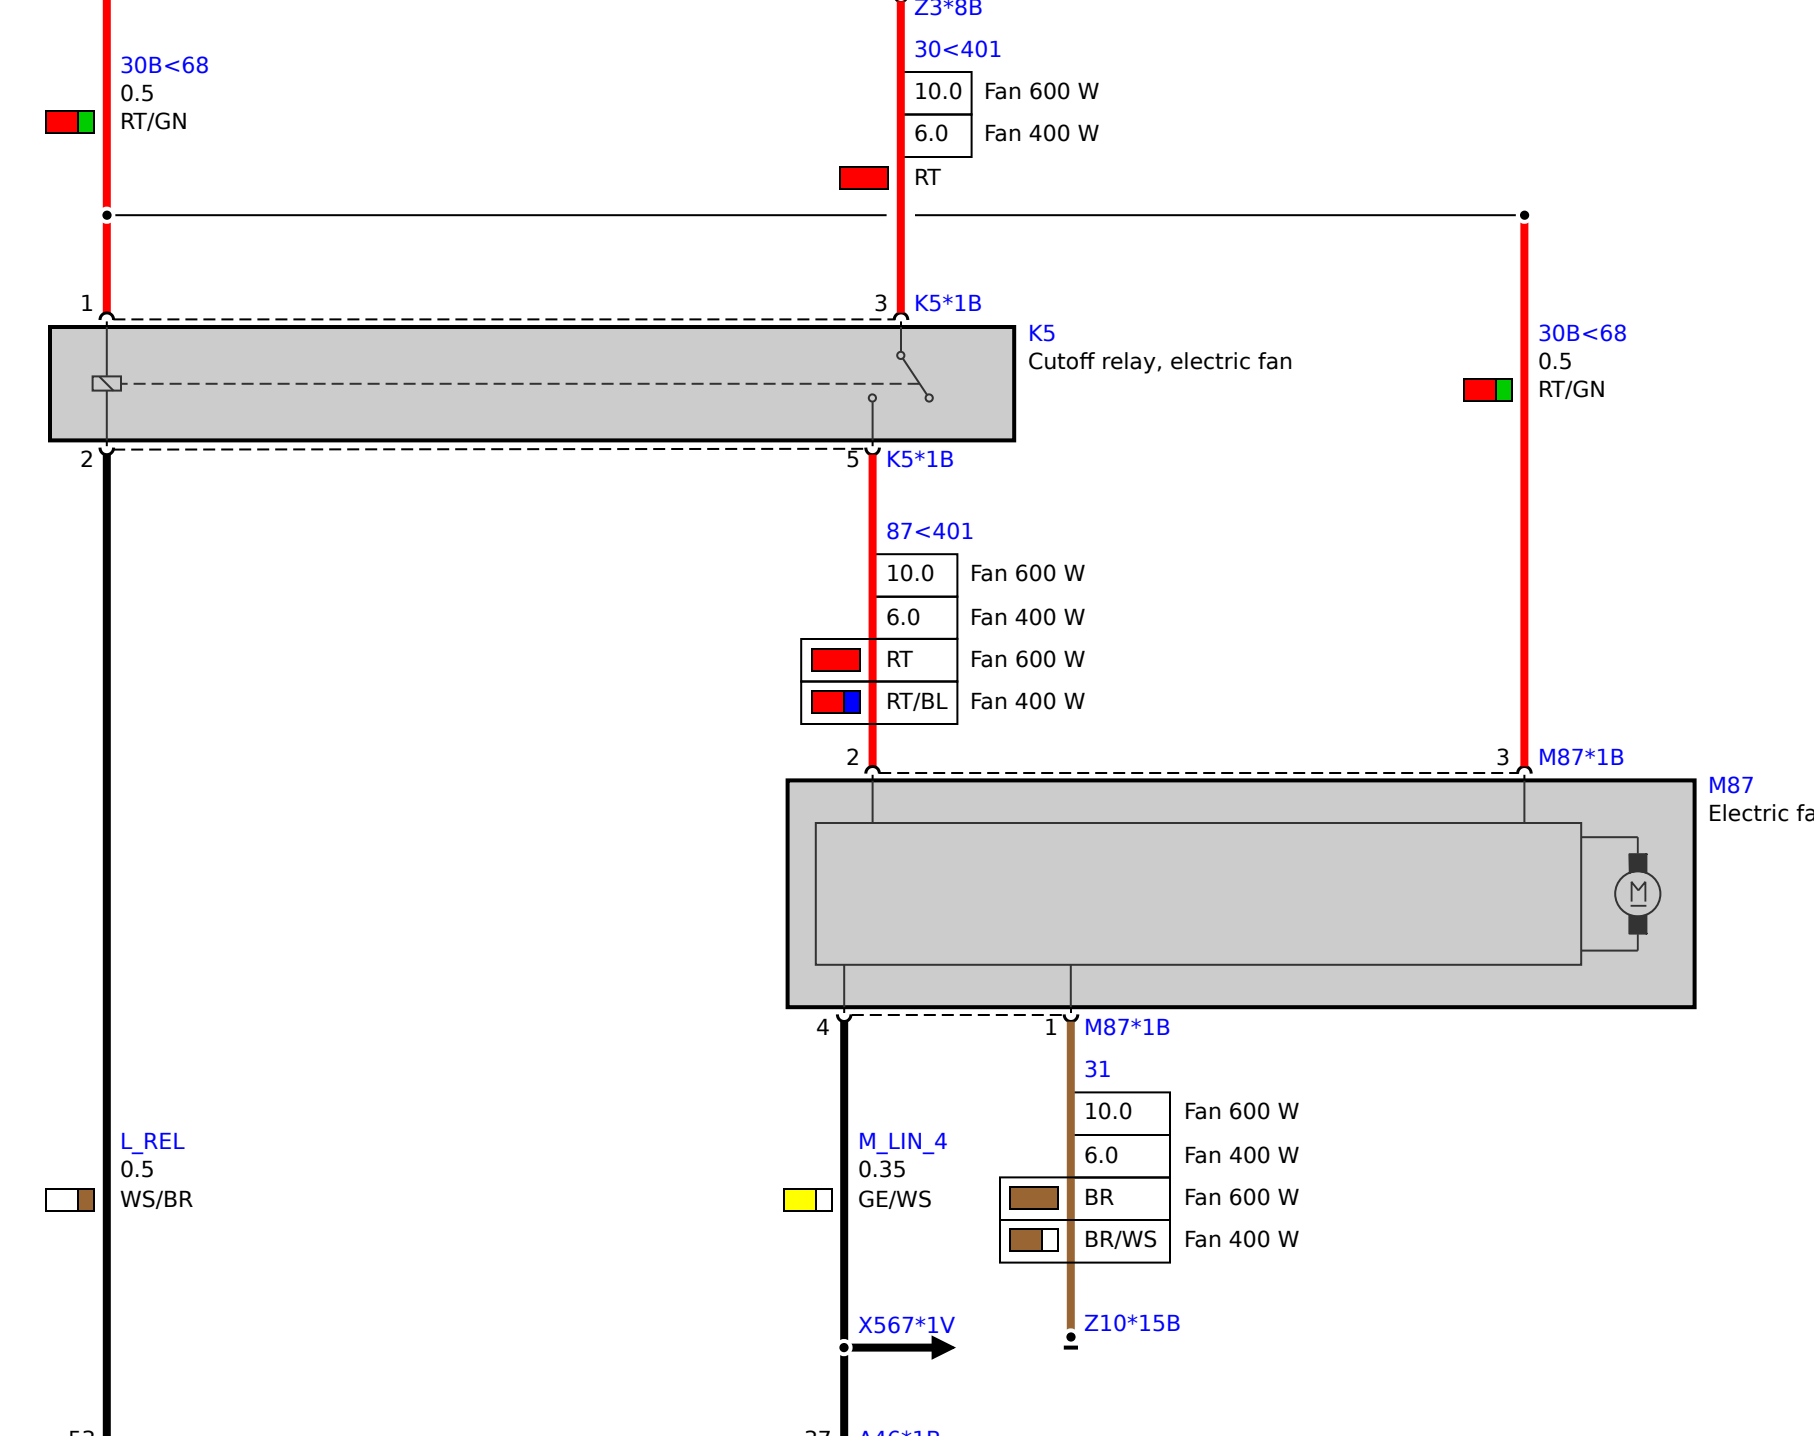 Z3*8B
30<401
30B<68
0.5
RT/GN
10.0 Fan 600 W
6.0 Fan 400 W
RT
1
3 K5*1B
K5
Cutoff relay, electric fan
30B<68
0.5
RT/GN
2
5 K5*1B
87<401
10.0 Fan 600 W
6.0 Fan 400 W
RT Fan 600 W
RT/BL Fan 400 W
2
3 M87*1B
M87
Electric fa
M
4
1 M87*1B
31
10.0 Fan 600 W
6.0 Fan 400 W
BR Fan 600 W
BR/WS Fan 400 W
L_REL
0.5
WS/BR
M_LIN_4
0.35
GE/WS
X567*1V
Z10*15B